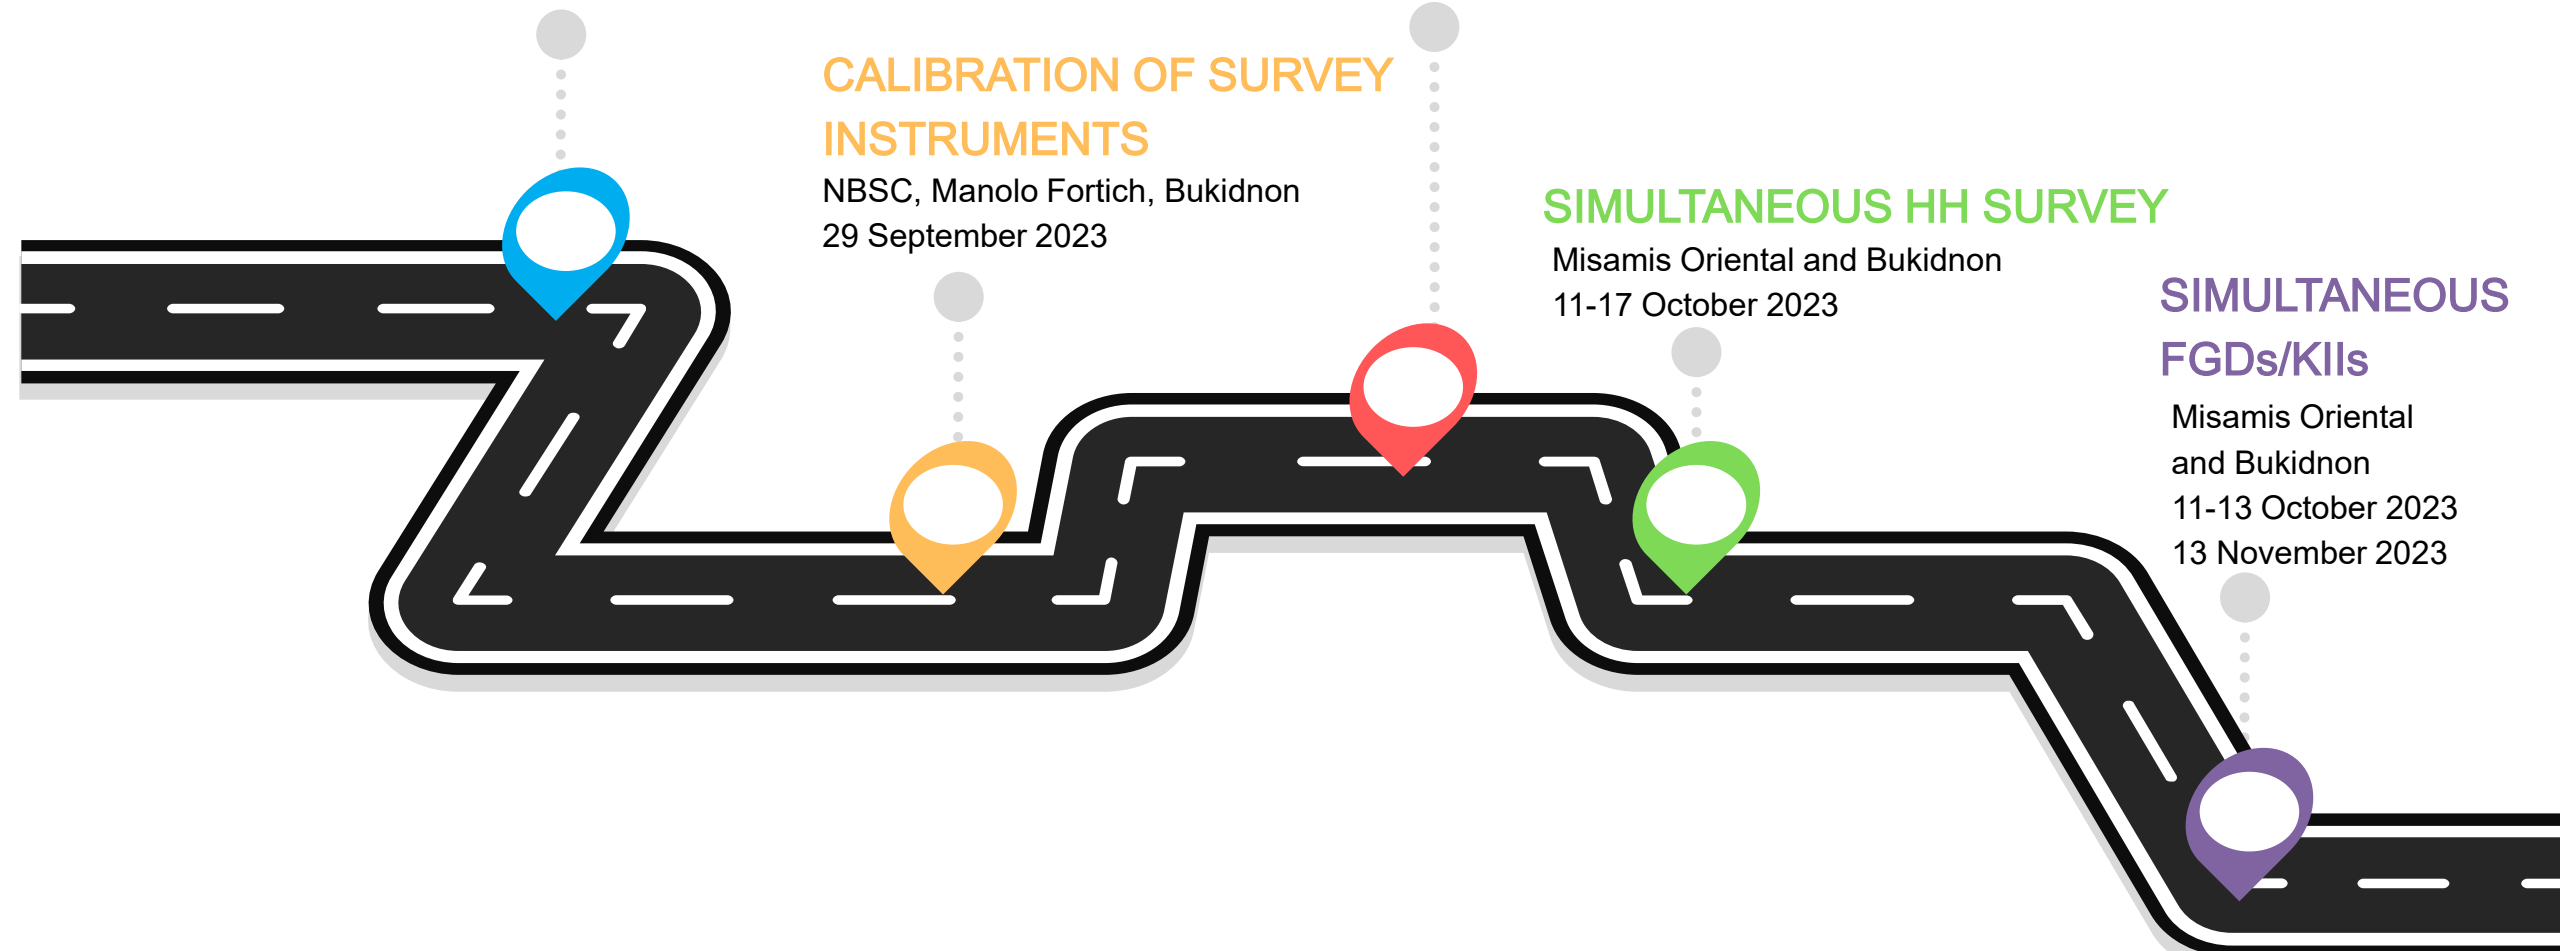 CALIBRATION OF SURVEY
INSTRUMENTS
NBSC, Manolo Fortich, Bukidnon
29 September 2023
SIMULTANEOUS HH SURVEY
Misamis Oriental and Bukidnon
11-17 October 2023
SIMULTANEOUS
FGDs/KIIs
Misamis Oriental
and Bukidnon
11-13 October 2023
13 November 2023